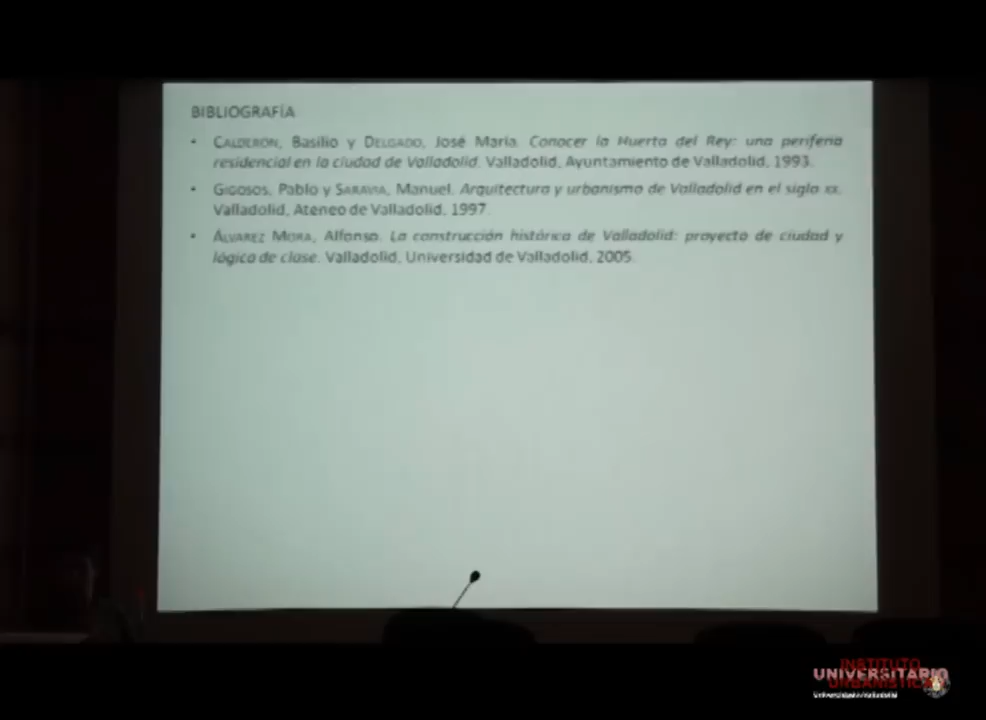 BIBLIOGRAFÍA
• CALDERÓN, Basilio y DELGADO, José María. Conocer la Huerta del Rey: una periferia
residencial en la ciudad de Valladolid. Valladolid, Ayuntamiento de Valladolid, 1993.
• GIGOSOS, Pablo y SARAVIA, Manuel. Arquitectura y urbanismo de Valladolid en el siglo XX.
Valladolid, Ateneo de Valladolid, 1997.
• ÁLVAREZ MORA, Alfonso. La construcción histórica de Valladolid: proyecto de ciudad y
lógica de clase. Valladolid, Universidad de Valladolid, 2005.
INSTITUTO
UNIVERSITARIO